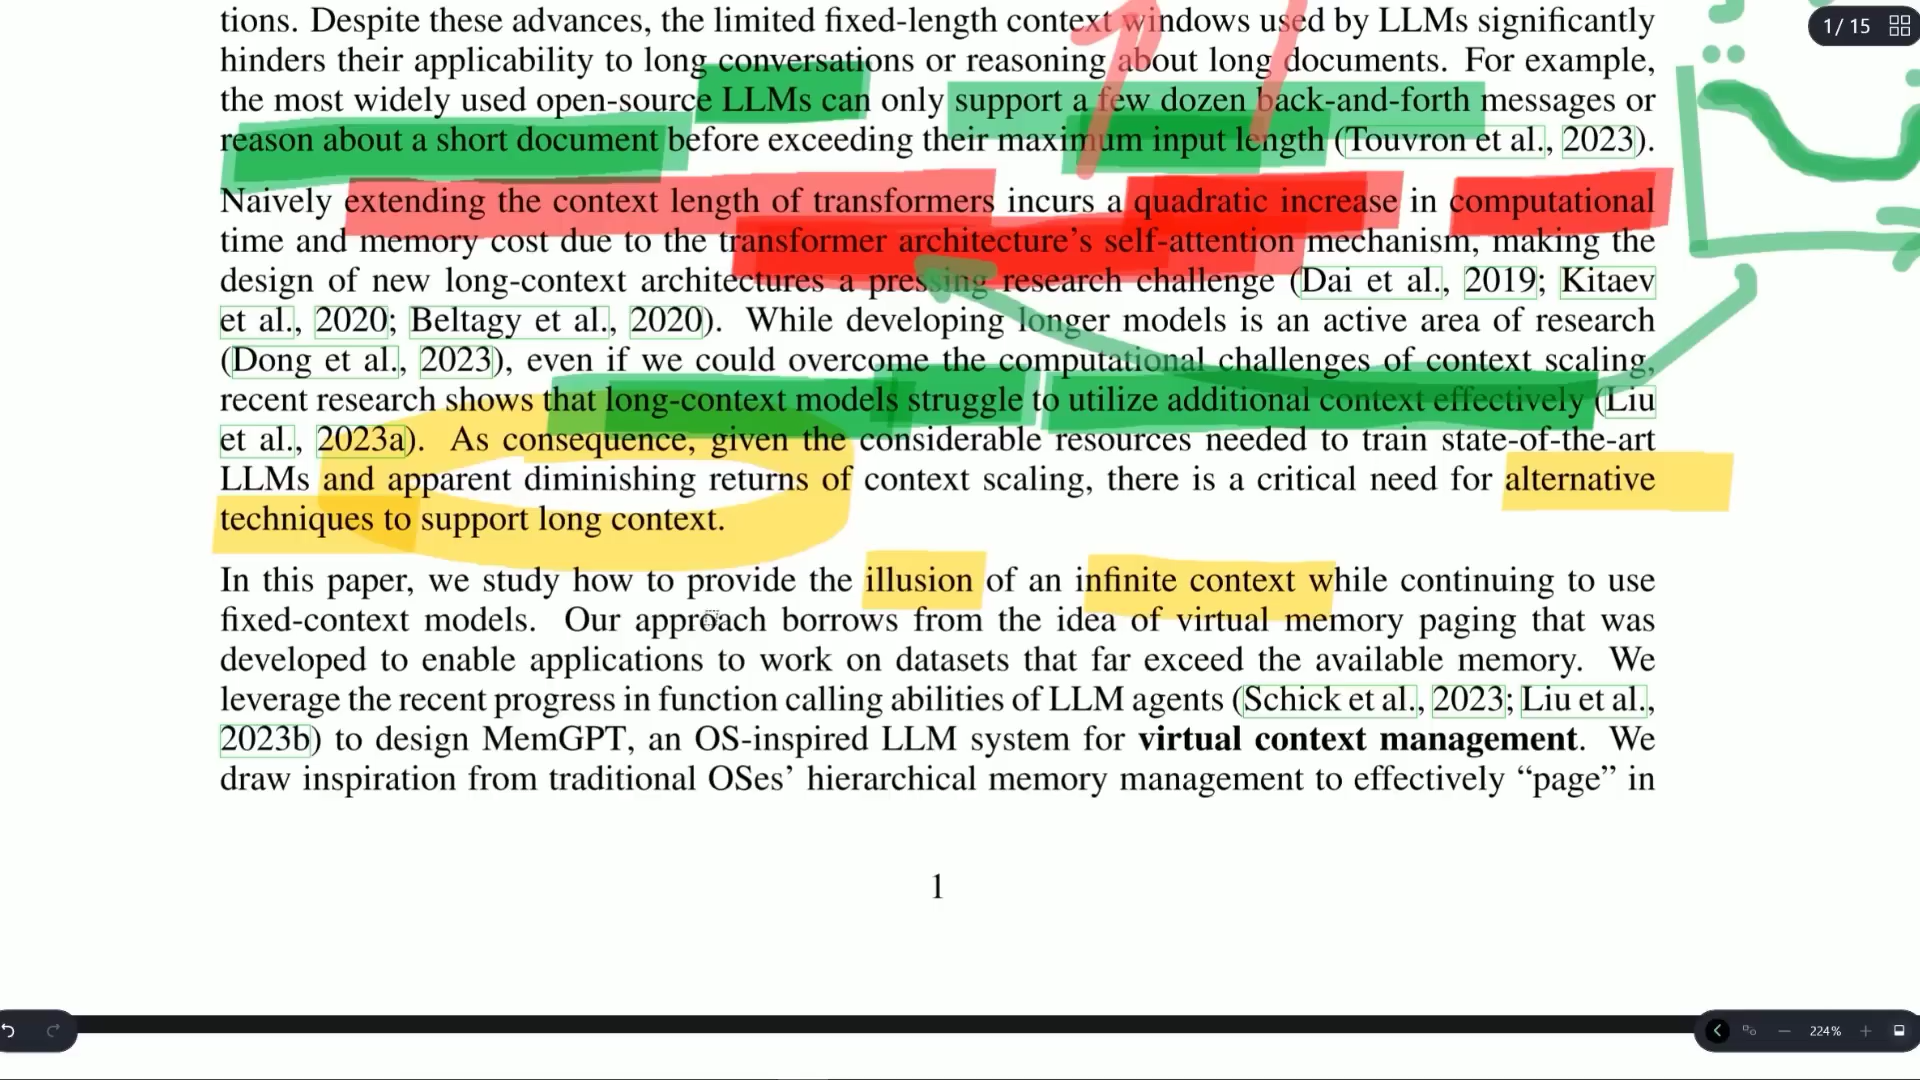 tions. Despite these advances, the limited fixed-length context windows used by LLMs significantly
1/ 15
hinders their applicability to long conversations or reasoning about long documents. For example,
the most widely used open-source LLMs can only support a few dozen back-and-forth messages or
reason about a short document before exceeding their maximum input length (Touvron et al., 2023).
Naively extending the context length of transformers incurs a quadratic increase in computational
time and memory cost due to the transformer architecture's self-attention mechanism, making the
design of new long-context architectures a pressing research challenge (Dai et al., 2019; Kitaev
et al., 2020; Beltagy et al., 2020). While developing longer models is an active area of research
(Dong et al., 2023), even if we could overcome the computational challenges of context scaling,
recent research shows that long-context models struggle to utilize additional context effectively (Liu
et al., 2023a). As consequence, given the considerable resources needed to train state-of-the-art
LLMs and apparent diminishing returns of context scaling, there is a critical need for alternative
techniques to support long context.
In this paper, we study how to provide the illusion of an infinite context while continuing to use
fixed-context models. Our approach borrows from the idea of virtual memory paging that was
developed to enable applications to work on datasets that far exceed the available memory. We
leverage the recent progress in function calling abilities of LLM agents (Schick et al., 2023; Liu et al.,
2023b) to design MemGPT, an OS-inspired LLM system for virtual context management. We
draw inspiration from traditional OSes' hierarchical memory management to effectively “page” in
1
224%